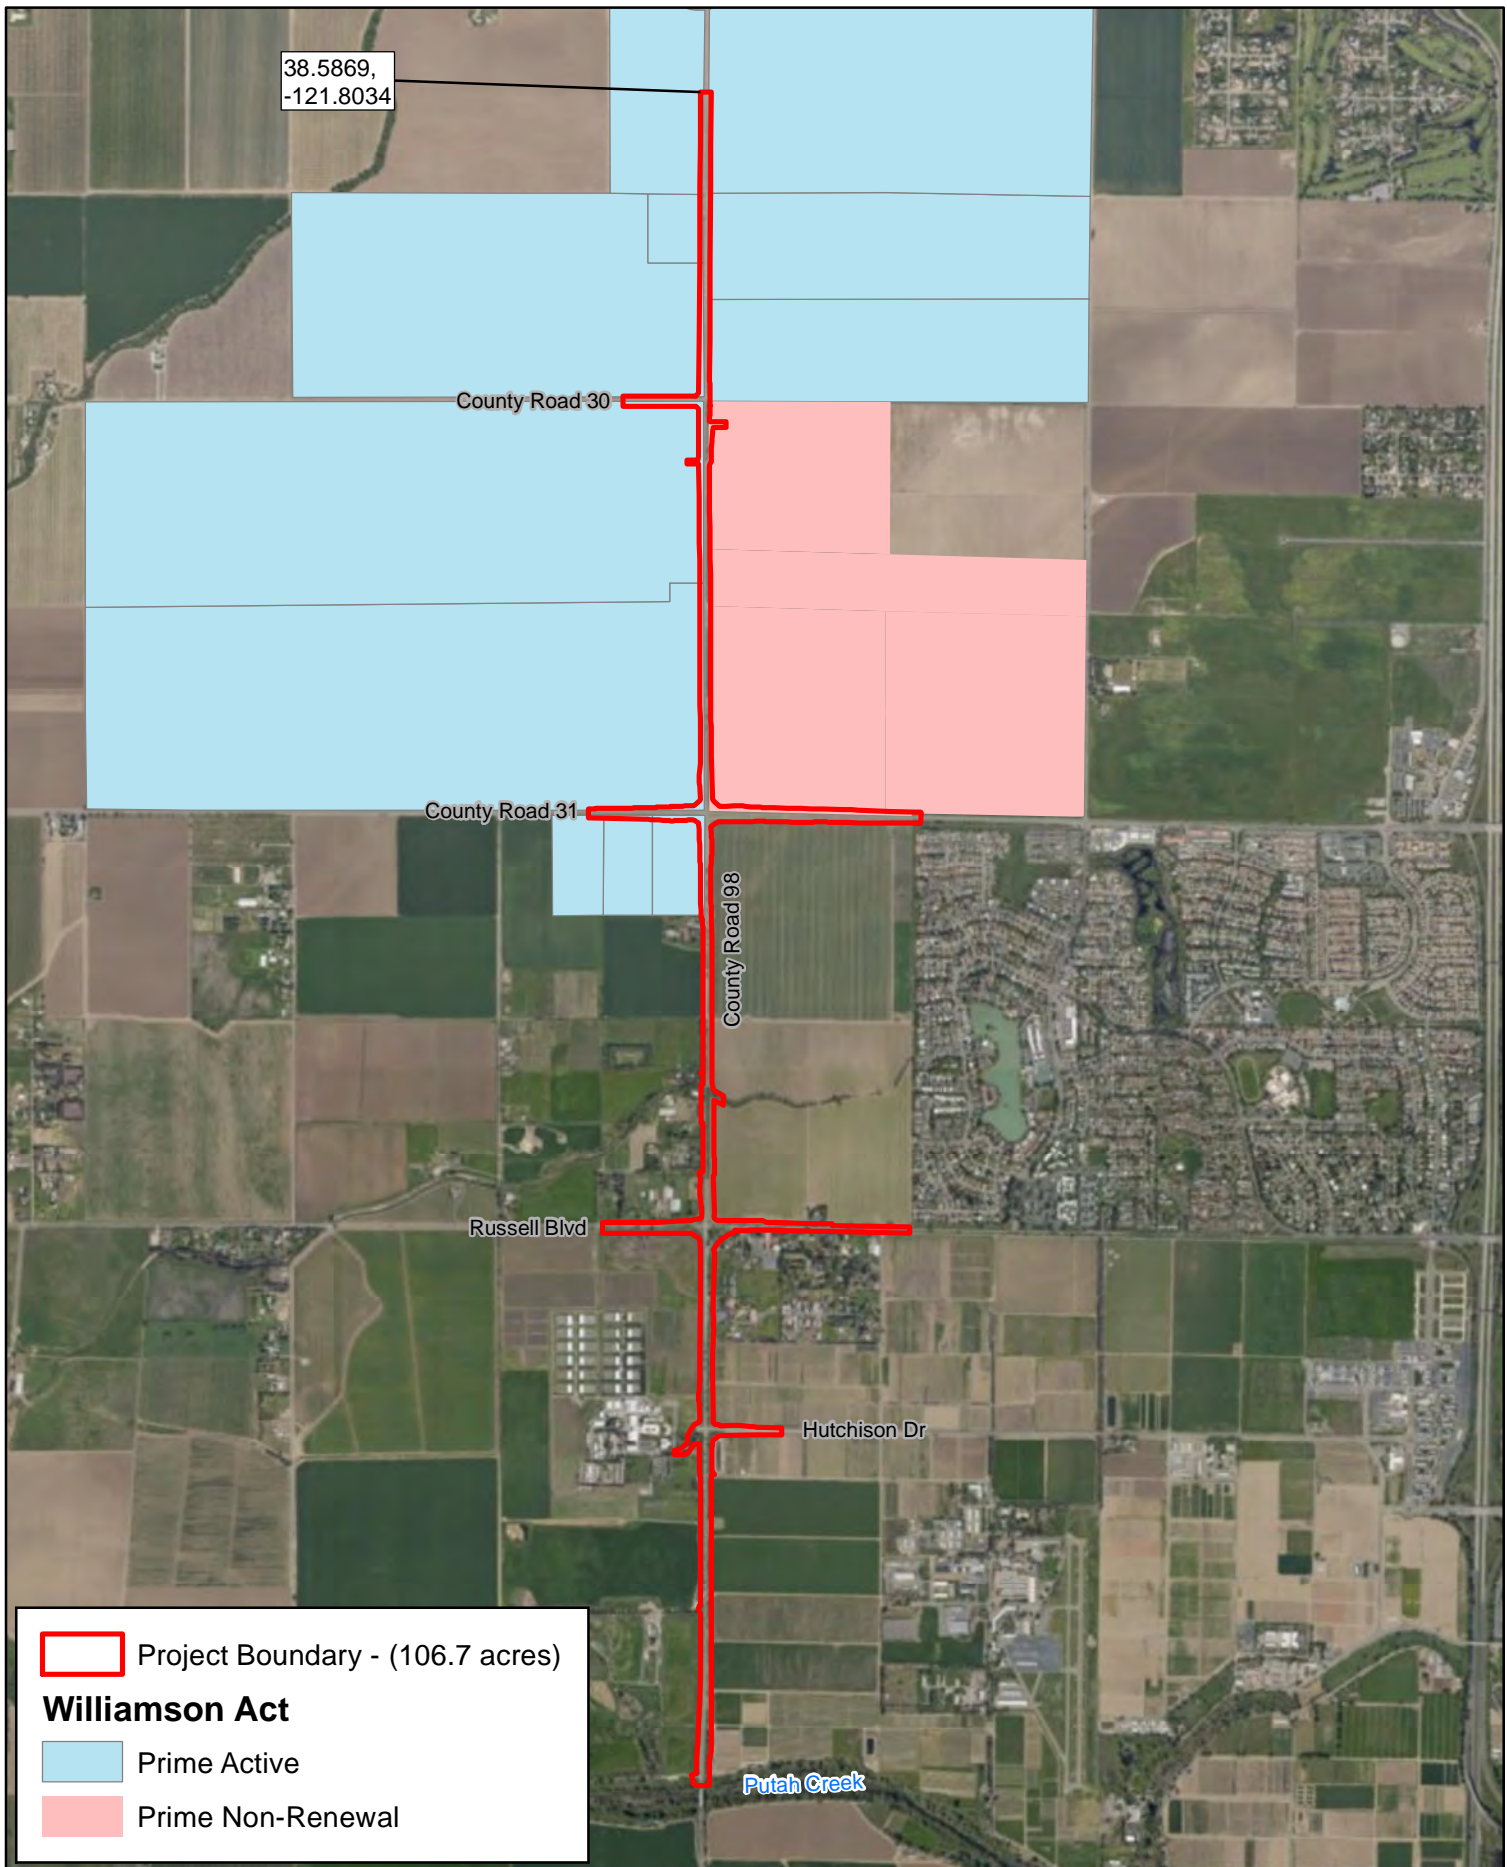 38.5869,
-121.8034
County Road 30
County Road 31
County Road 98
Russell Blvd
Hutchison Dr
Putah Creek
Project Boundary - (106.7 acres)
Williamson Act
Prime Active
Prime Non-Renewal